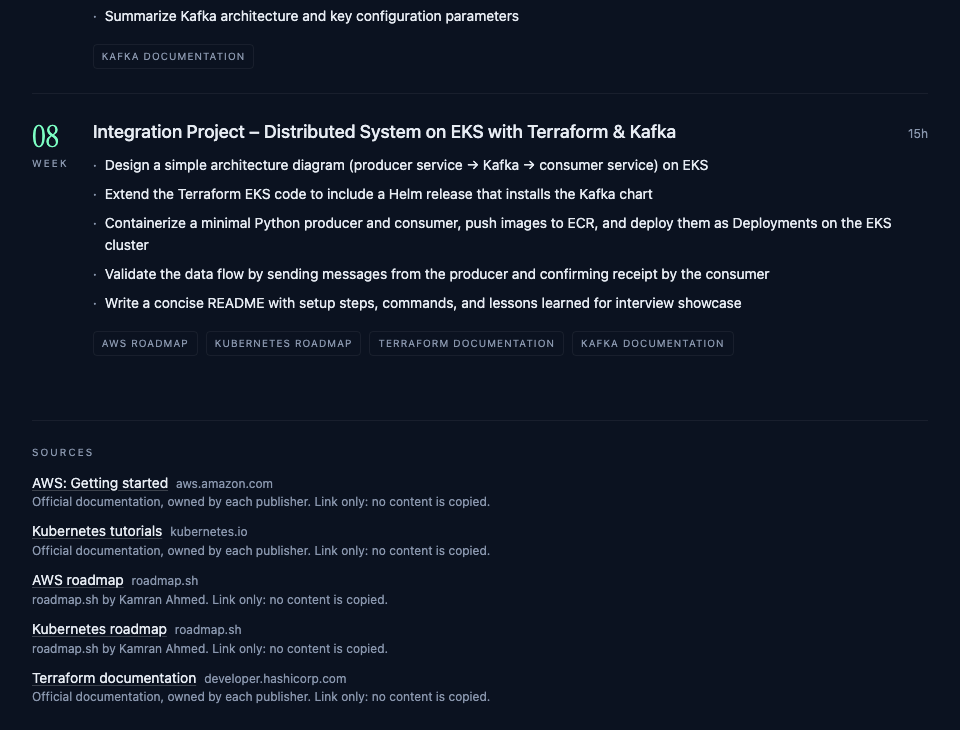 · Summarize Kafka architecture and key configuration parameters
KAFKA DOCUMENTATION
08
WEEK
Integration Project – Distributed System on EKS with Terraform & Kafka
15h
· Design a simple architecture diagram (producer service → Kafka → consumer service) on EKS
· Extend the Terraform EKS code to include a Helm release that installs the Kafka chart
· Containerize a minimal Python producer and consumer, push images to ECR, and deploy them as Deployments on the EKS
cluster
· Validate the data flow by sending messages from the producer and confirming receipt by the consumer
· Write a concise README with setup steps, commands, and lessons learned for interview showcase
AWS ROADMAP KUBERNETES ROADMAP TERRAFORM DOCUMENTATION KAFKA DOCUMENTATION
SOURCES
AWS: Getting started aws.amazon.com
Official documentation, owned by each publisher. Link only: no content is copied.
Kubernetes tutorials kubernetes.io
Official documentation, owned by each publisher. Link only: no content is copied.
AWS roadmap roadmap.sh
roadmap.sh by Kamran Ahmed. Link only: no content is copied.
Kubernetes roadmap roadmap.sh
roadmap.sh by Kamran Ahmed. Link only: no content is copied.
Terraform documentation developer.hashicorp.com
Official documentation, owned by each publisher. Link only: no content is copied.